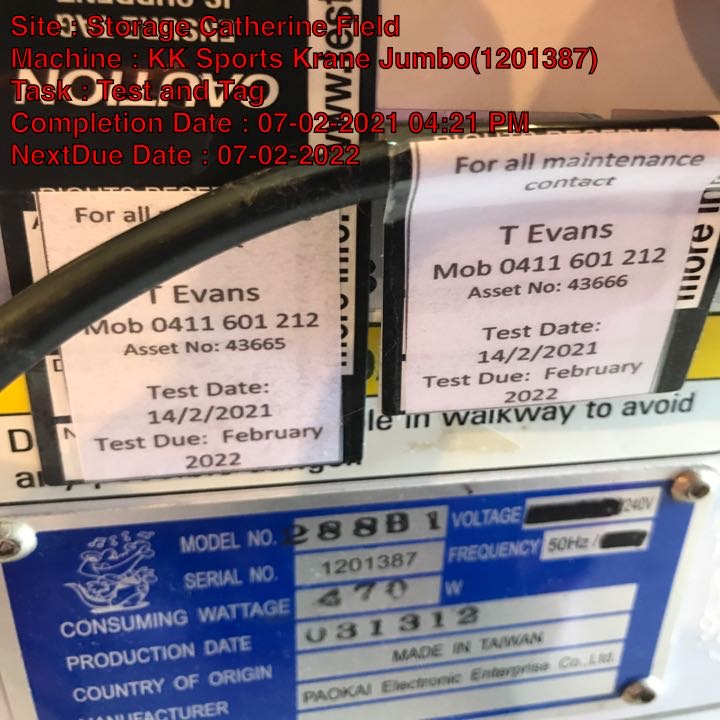 Site : Storage Catherine Field
Machine : KK Sports Krane Jumbo(1201387)
Task : Test and Tag
Completion Date : 07-02-2021 04:21 PM
NextDue Date : 07-02-2022
CAUTION
For all
T Evans
Mob 0411 601 212
Asset No: 43665
Test Date:
14/2/2021
Test Due: February
2022
For all maintenance
contact
T Evans
Mob 0411 601 212
Asset No: 43666
Test Date:
14/2/2021
Test Due: February
2022
more in
in walkway to avoid
MODEL NO. 288B1
VOLTAGE 240V
SERIAL NO. 1201387
FREQUENCY 50Hz/
CONSUMING WATTAGE 470 W
PRODUCTION DATE 031312
COUNTRY OF ORIGIN MADE IN TAIWAN
MANUFACTURER PAOKAI Electronic Enterprise Co.,Ltd.